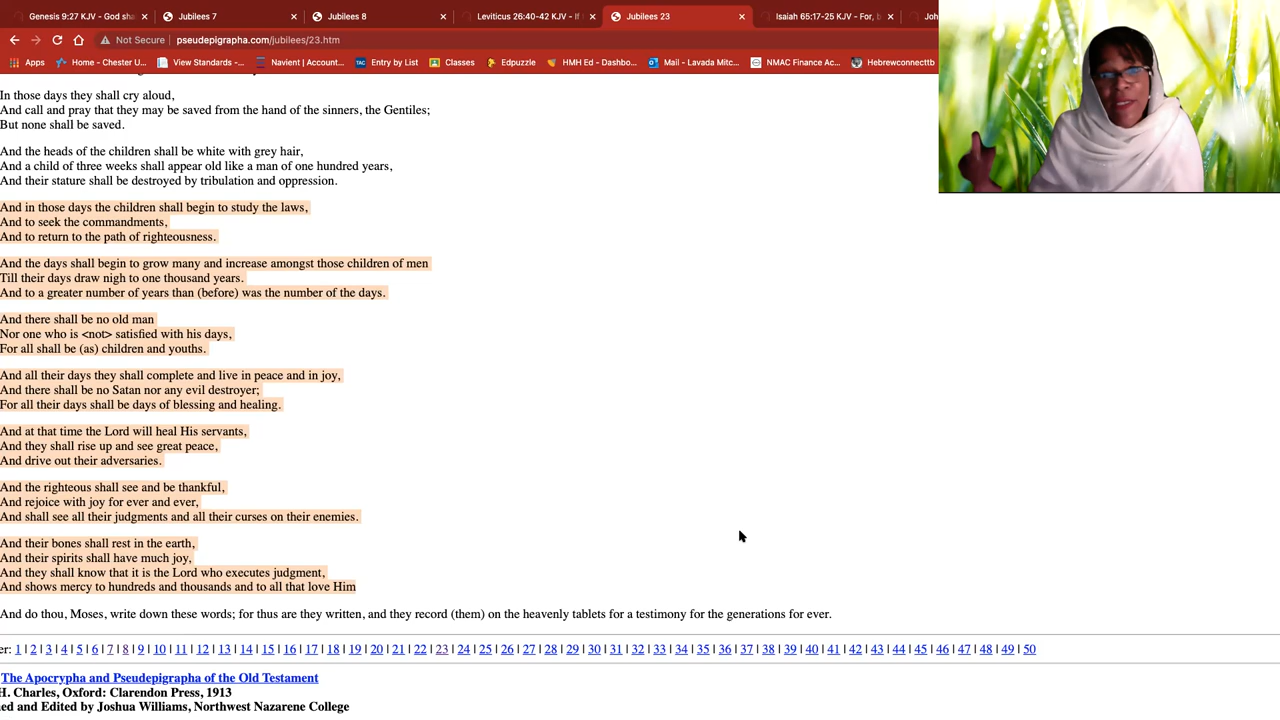 Genesis 9:27 KJV - God sha
Jubilees 7
Jubilees 8
Leviticus 26:40-42 KJV - If
Jubilees 23
Isaiah 65:17-25 KJV - For, b
Joh
Not Secure | pseudepigrapha.com/jubilees/23.htm
Apps
Home - Chester U...
View Standards -...
Navient | Account...
TAC Entry by List
Classes
Edpuzzle
HMH Ed - Dashbo...
Mail - Lavada Mitc...
NMAC Finance Ac...
Hebrewconnecttb
In those days they shall cry aloud,
And call and pray that they may be saved from the hand of the sinners, the Gentiles;
But none shall be saved.
And the heads of the children shall be white with grey hair,
And a child of three weeks shall appear old like a man of one hundred years,
And their stature shall be destroyed by tribulation and oppression.
And in those days the children shall begin to study the laws,
And to seek the commandments,
And to return to the path of righteousness.
And the days shall begin to grow many and increase amongst those children of men
Till their days draw nigh to one thousand years.
And to a greater number of years than (before) was the number of the days.
And there shall be no old man
Nor one who is <not> satisfied with his days,
For all shall be (as) children and youths.
And all their days they shall complete and live in peace and in joy,
And there shall be no Satan nor any evil destroyer;
For all their days shall be days of blessing and healing.
And at that time the Lord will heal His servants,
And they shall rise up and see great peace,
And drive out their adversaries.
And the righteous shall see and be thankful,
And rejoice with joy for ever and ever,
And shall see all their judgments and all their curses on their enemies.
And their bones shall rest in the earth,
And their spirits shall have much joy,
And they shall know that it is the Lord who executes judgment,
And shows mercy to hundreds and thousands and to all that love Him
And do thou, Moses, write down these words; for thus are they written, and they record (them) on the heavenly tablets for a testimony for the generations for ever.
er: 1 | 2 | 3 | 4 | 5 | 6 | 7 | 8 | 9 | 10 | 11 | 12 | 13 | 14 | 15 | 16 | 17 | 18 | 19 | 20 | 21 | 22 | 23 | 24 | 25 | 26 | 27 | 28 | 29 | 30 | 31 | 32 | 33 | 34 | 35 | 36 | 37 | 38 | 39 | 40 | 41 | 42 | 43 | 44 | 45 | 46 | 47 | 48 | 49 | 50
The Apocrypha and Pseudepigrapha of the Old Testament
H. Charles, Oxford: Clarendon Press, 1913
ed and Edited by Joshua Williams, Northwest Nazarene College